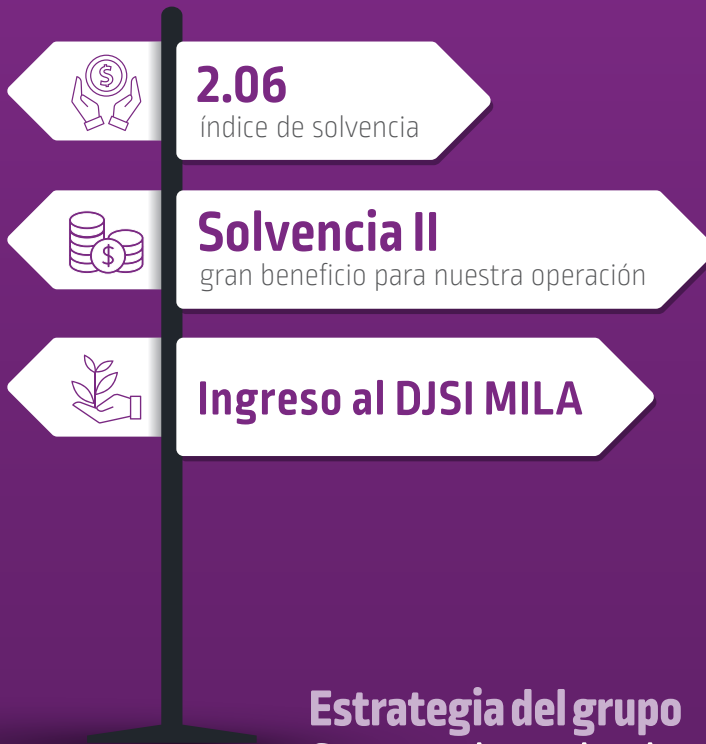 2.06
índice de solvencia
Solvencia II
gran beneficio para nuestra operación
Ingreso al DJSI MILA
Estrategia del grupo